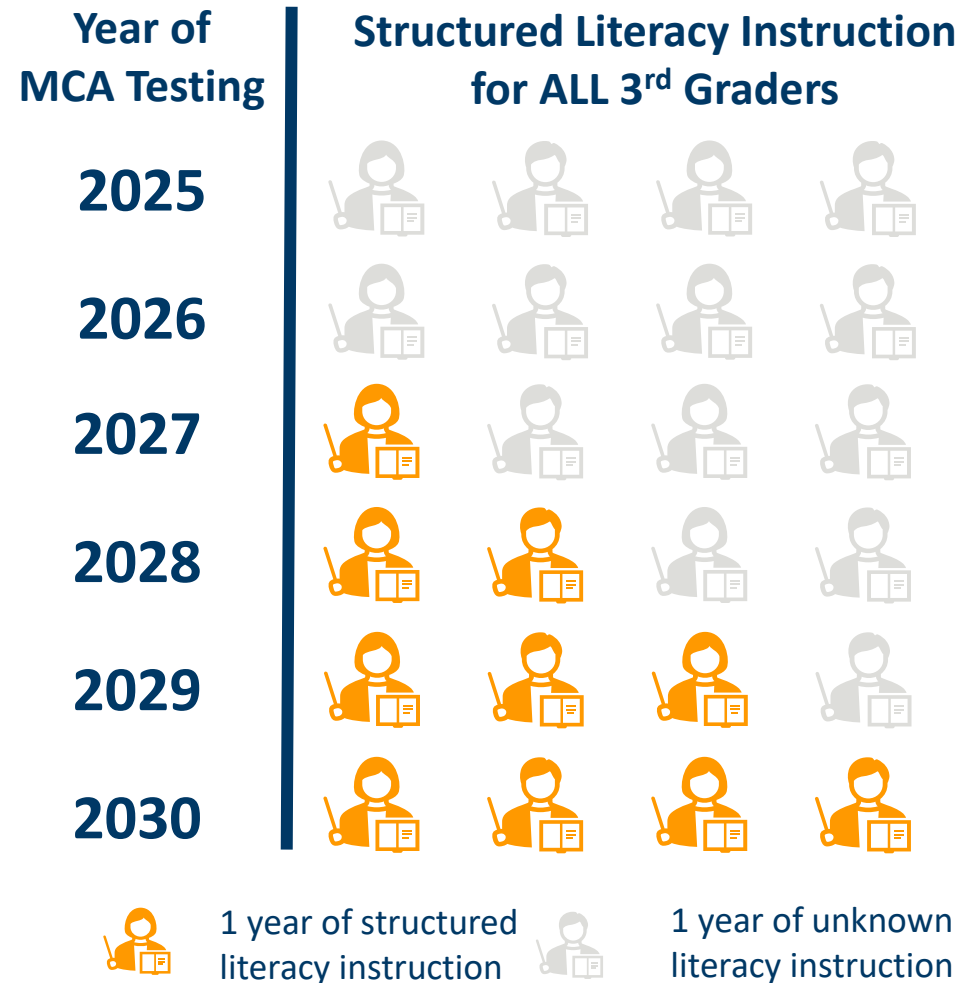 Year of
MCA Testing
Structured Literacy Instruction
for ALL 3rd Graders
2025
2026
2027
2028
2029
2030
1 year of structured
literacy instruction
1 year of unknown
literacy instruction